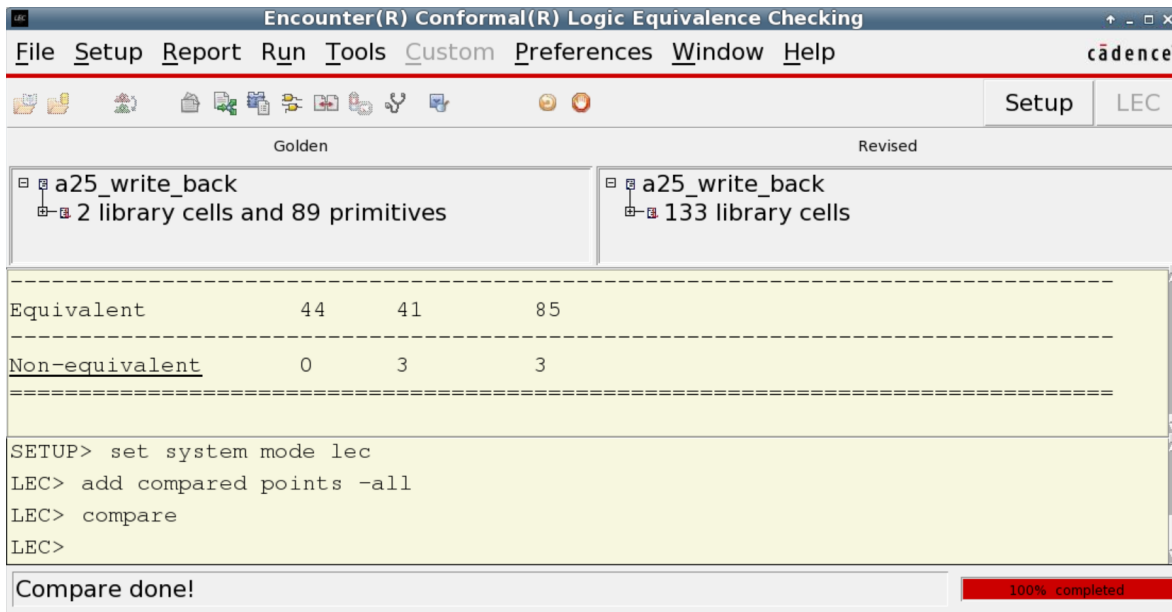 LEC Encounter(R) Conformal(R) Logic Equivalence Checking
File Setup Report Run Tools Custom Preferences Window Help cādence
Setup LEC
Golden Revised
a25_write_back a25_write_back
2 library cells and 89 primitives 133 library cells
--------------------------------------------------------------------------------
Equivalent 44 41 85
--------------------------------------------------------------------------------
Non-equivalent 0 3 3
================================================================================
SETUP> set system mode lec
LEC> add compared points -all
LEC> compare
LEC>
Compare done! 100% completed